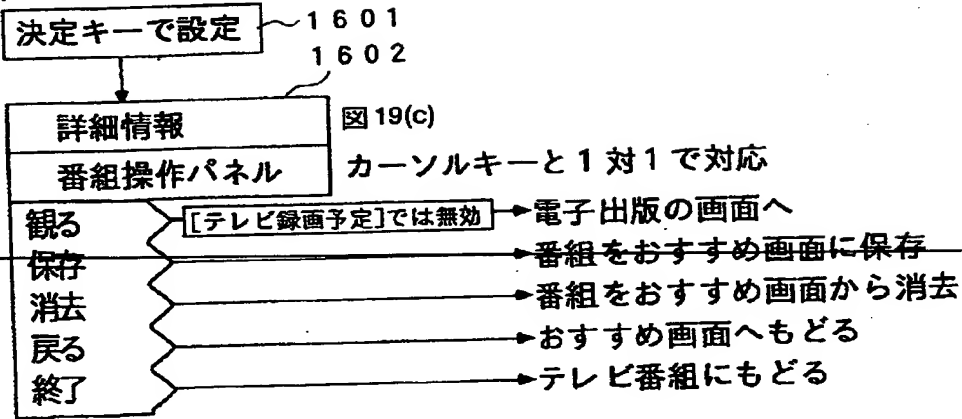 決定キーで設定
1601
1602
詳細情報
図19(c)
番組操作パネル
カーソルキーと1対1で対応
観る
[テレビ録画予定]では無効
電子出版の画面へ
保存
番組をおすすめ画面に保存
消去
番組をおすすめ画面から消去
戻る
おすすめ画面へもどる
終了
テレビ番組にもどる